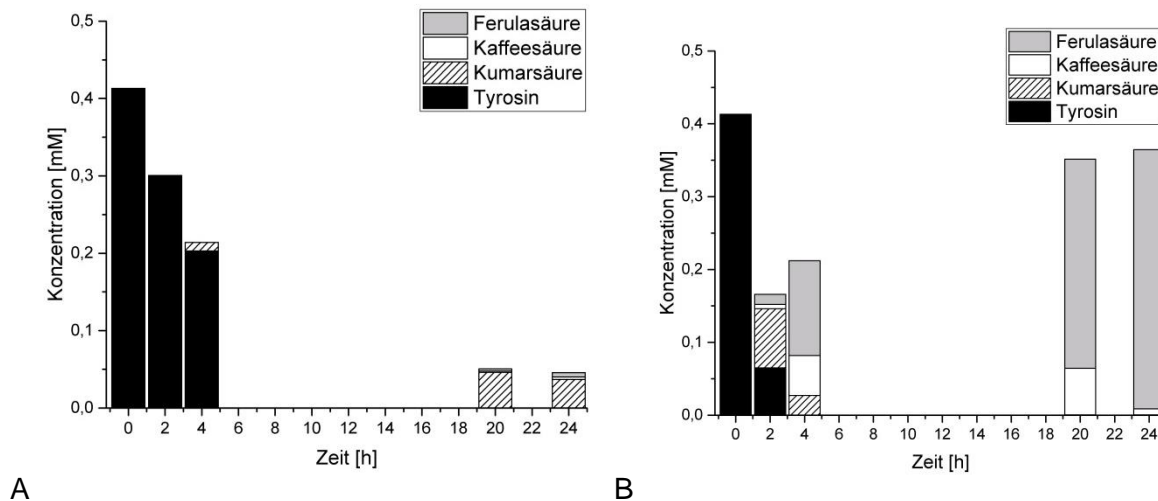 0,5
0,4
0,3
0,2
0,1
0,0
Konzentration [mM]
Ferulasäure
Kaffeesäure
Kumarsäure
Tyrosin
0 2 4 6 8 10 12 14 16 18 20 22 24
Zeit [h]
A
0,5
0,4
0,3
0,2
0,1
0,0
Konzentration [mM]
Ferulasäure
Kaffeesäure
Kumarsäure
Tyrosin
0 2 4 6 8 10 12 14 16 18 20 22 24
Zeit [h]
B